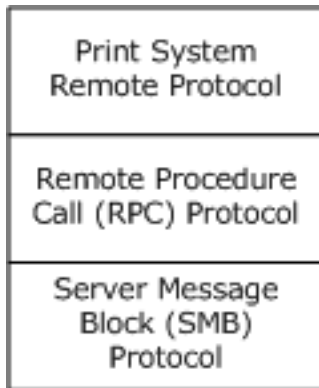 Print System
Remote Protocol
Remote Procedure
Call (RPC) Protocol
Server Message
Block (SMB)
Protocol